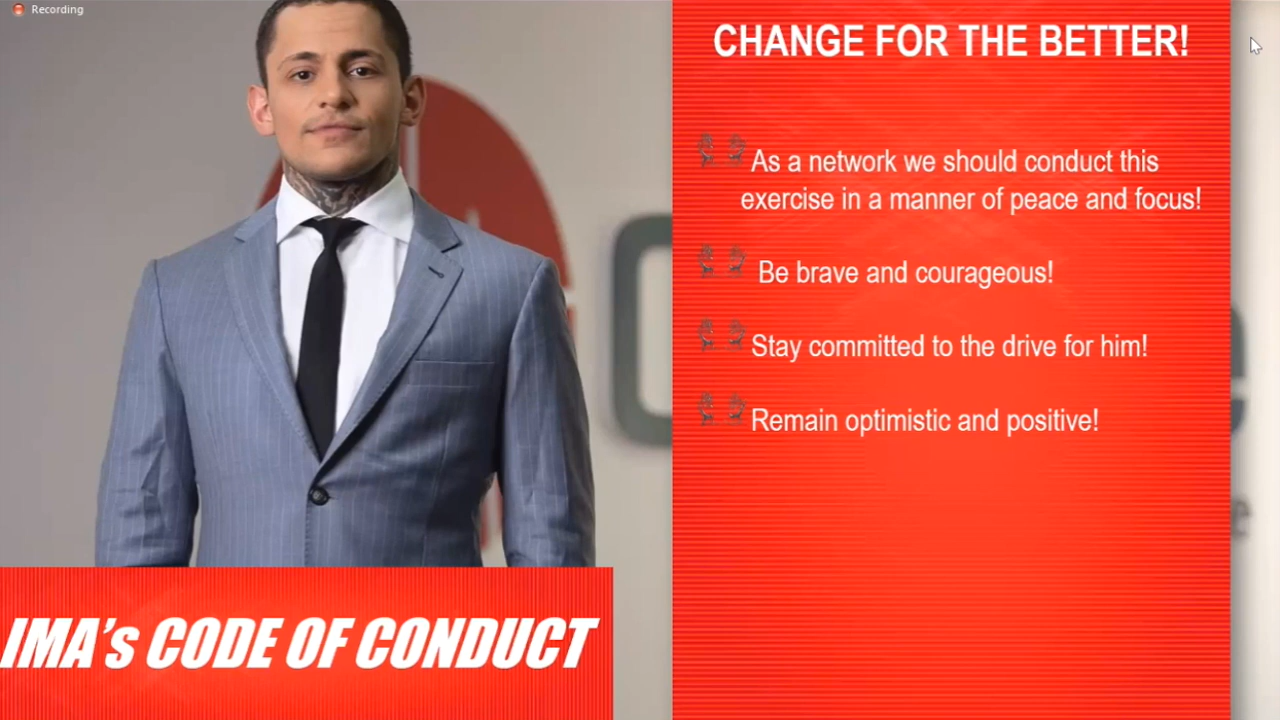 Recording
CHANGE FOR THE BETTER!
As a network we should conduct this
exercise in a manner of peace and focus!
Be brave and courageous!
Stay committed to the drive for him!
Remain optimistic and positive!
IMA's CODE OF CONDUCT